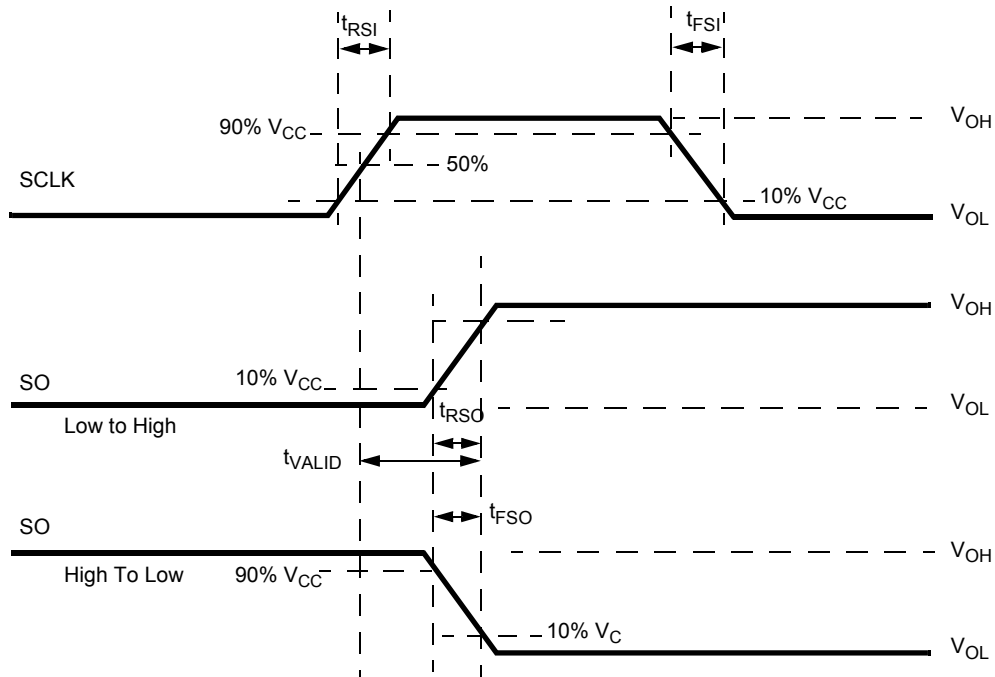 tRSI
tFSI
90% VCC
VOH
50%
SCLK
10% VCC
VOL
VOH
SO
10% VCC
tRSO
VOL
Low to High
tVALID
tFSO
SO
VOH
High To Low
90% VCC
10% VC
VOL